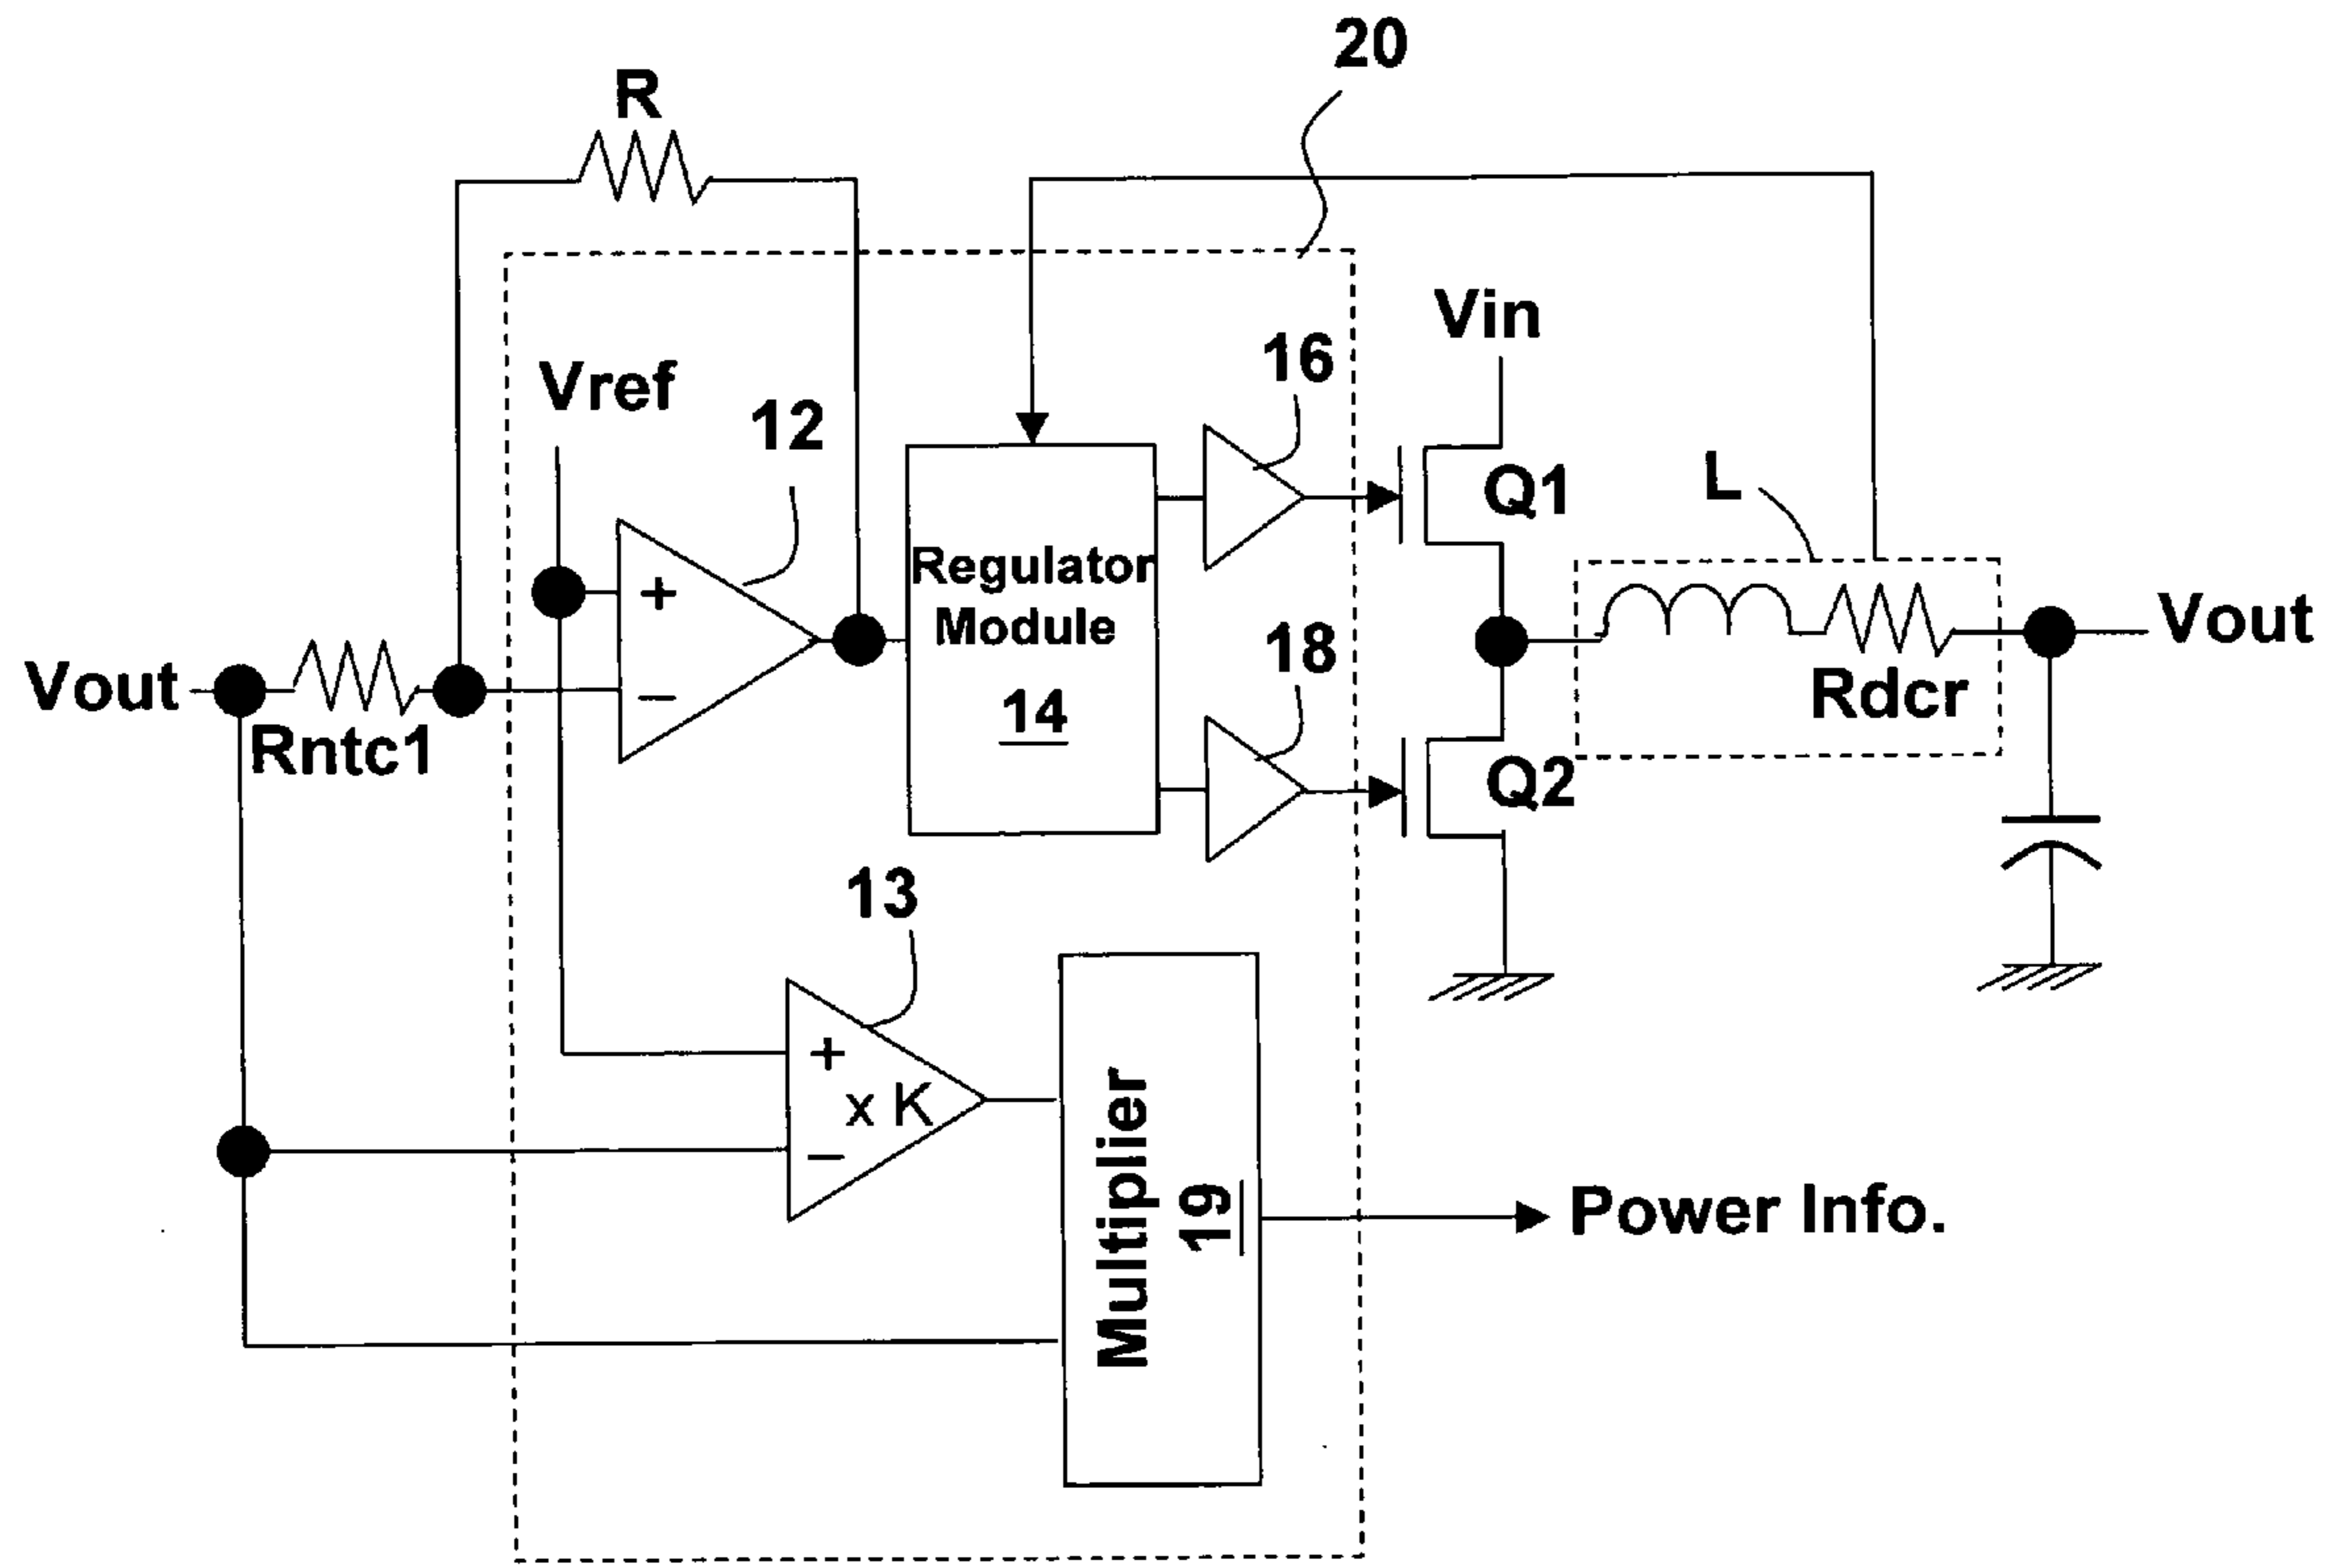 20
R
Vin
16
Vref
12
Q1
L
+
Regulator
Module
14
18
Vout
Vout
−
Rntc1
Rdcr
Q2
13
+
x K
−
Multiplier
19
Power Info.